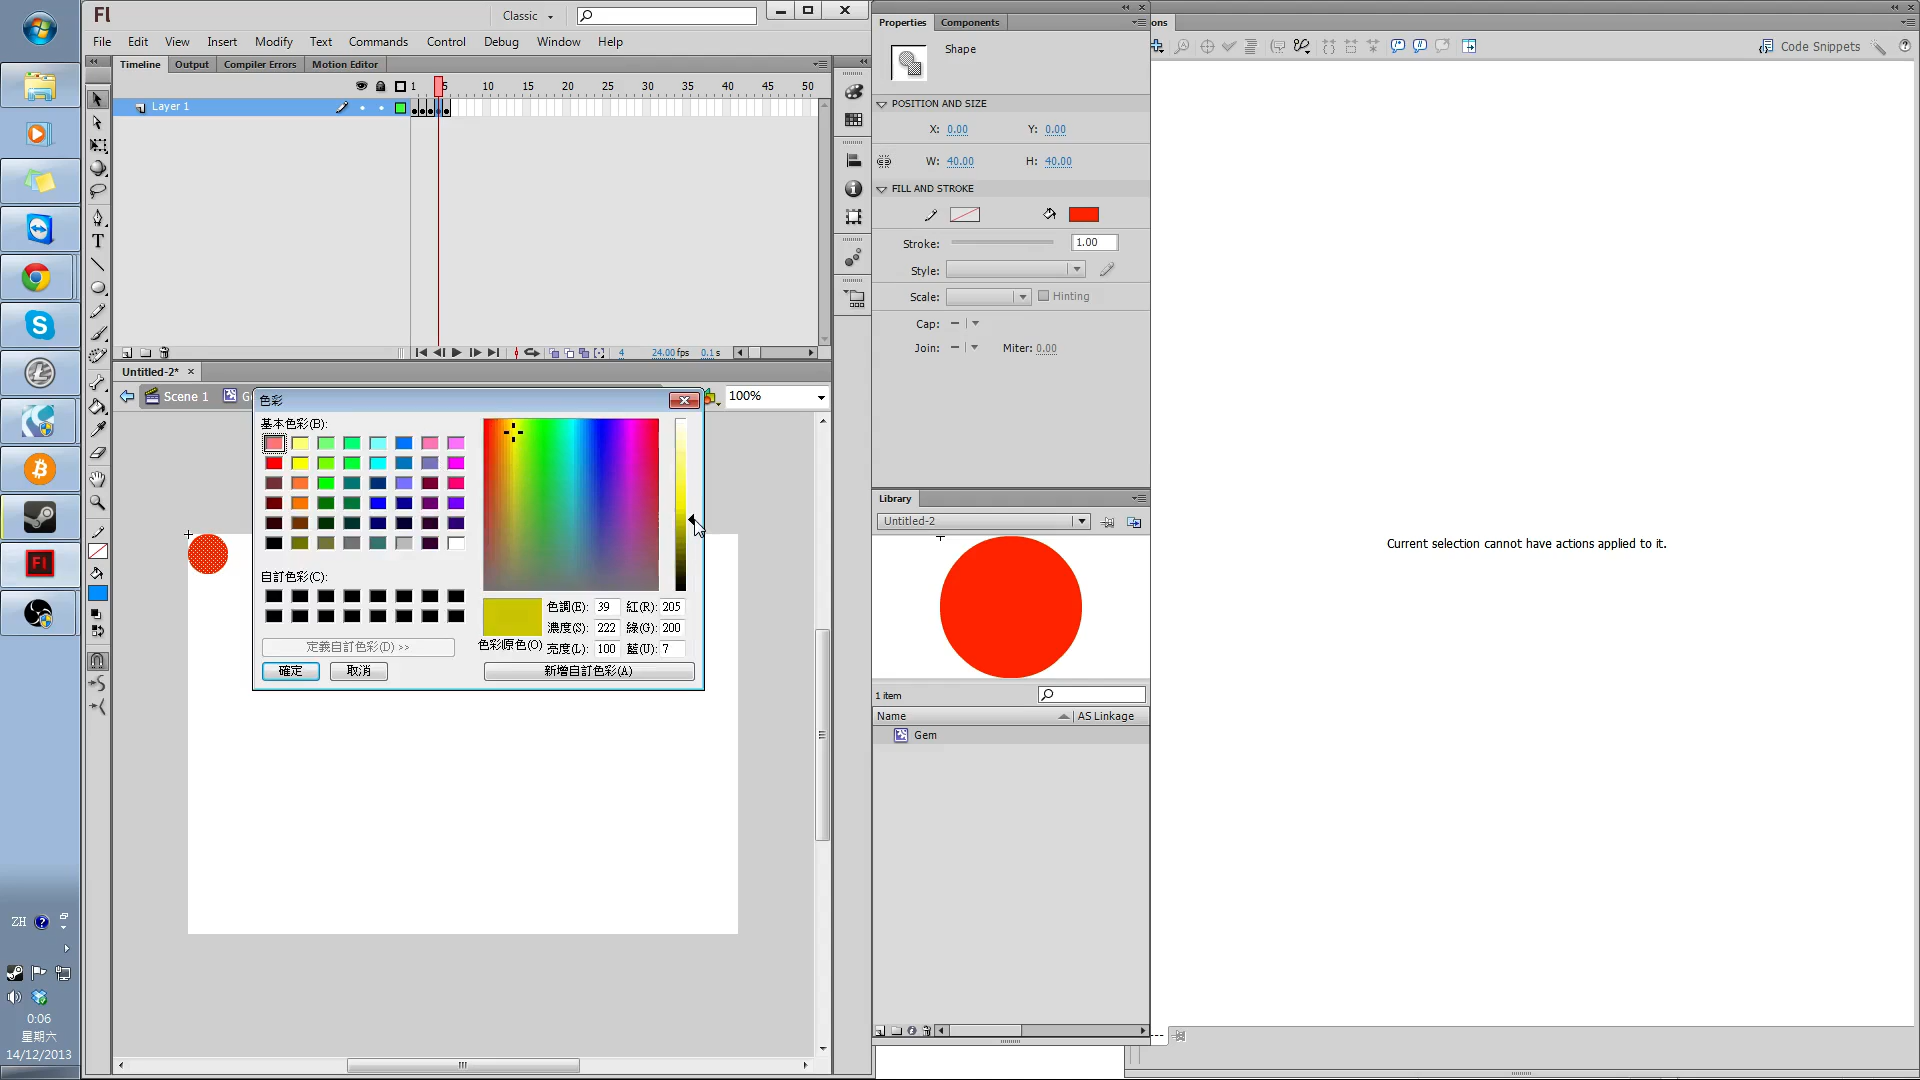 Fl
Classic
File Edit View Insert Modify Text Commands Control Debug Window Help
Timeline Output Compiler Errors Motion Editor
1 5 10 15 20 25 30 35 40 45 50
Layer 1
4 24.00 fps 0.1 s
Untitled-2*
Scene 1
100%
色彩
基本色彩(B):
自訂色彩(C):
定義自訂色彩(D) >>
確定 取消
色彩|原色(O)
色調(E): 39 紅(R): 205
濃度(S): 222 綠(G): 200
亮度(L): 100 藍(U): 7
新增自訂色彩(A)
Properties Components
Shape
POSITION AND SIZE
X: 0.00 Y: 0.00
W: 40.00 H: 40.00
FILL AND STROKE
Stroke: 1.00
Style:
Scale: Hinting
Cap:
Join: Miter: 0.00
Library
Untitled-2
1 item
Name AS Linkage
Gem
ons
Code Snippets
Current selection cannot have actions applied to it.
ZH
0:06
星期六
14/12/2013